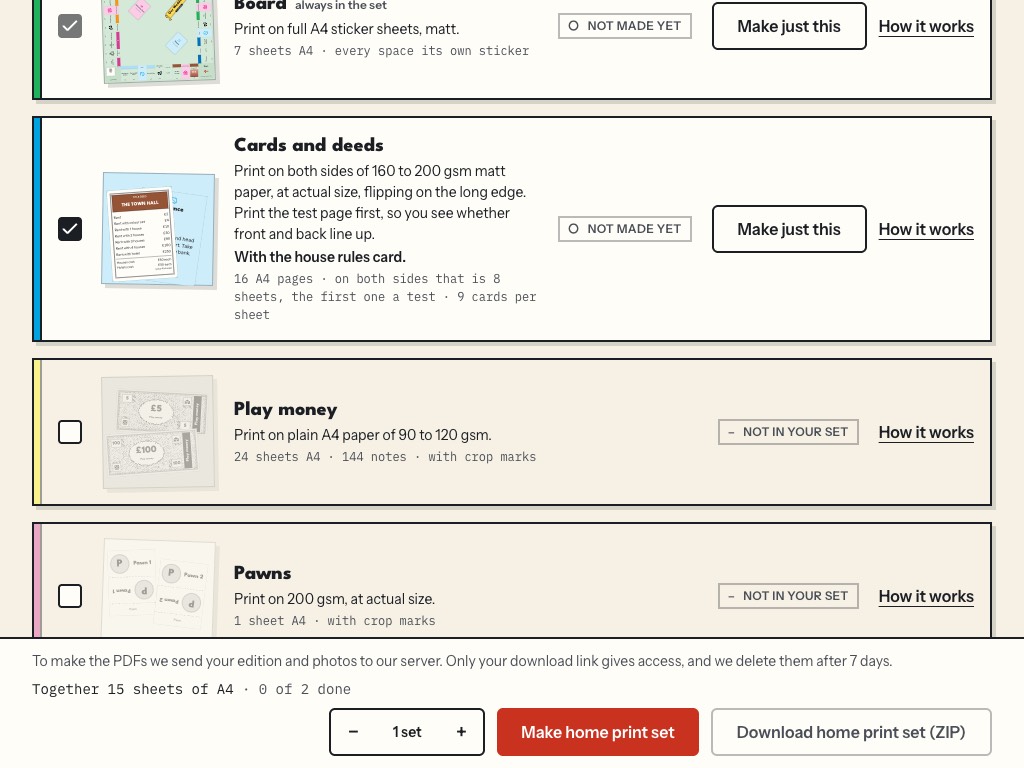 Board always in the set
Print on full A4 sticker sheets, matt.
7 sheets A4 · every space its own sticker
NOT MADE YET
Make just this
How it works
Cards and deeds
Print on both sides of 160 to 200 gsm matt
paper, at actual size, flipping on the long edge.
Print the test page first, so you see whether
front and back line up.
With the house rules card.
16 A4 pages · on both sides that is 8
sheets, the first one a test · 9 cards per
sheet
THE TOWN HALL
NOT MADE YET
Make just this
How it works
Play money
Print on plain A4 paper of 90 to 120 gsm.
24 sheets A4 · 144 notes · with crop marks
£5
£100
– NOT IN YOUR SET
How it works
Pawns
Print on 200 gsm, at actual size.
1 sheet A4 · with crop marks
P Pawn 1
P Pawn 2
P Pawn 1
P Pawn 2
– NOT IN YOUR SET
How it works
To make the PDFs we send your edition and photos to our server. Only your download link gives access, and we delete them after 7 days.
Together 15 sheets of A4 · 0 of 2 done
− 1 set +
Make home print set
Download home print set (ZIP)